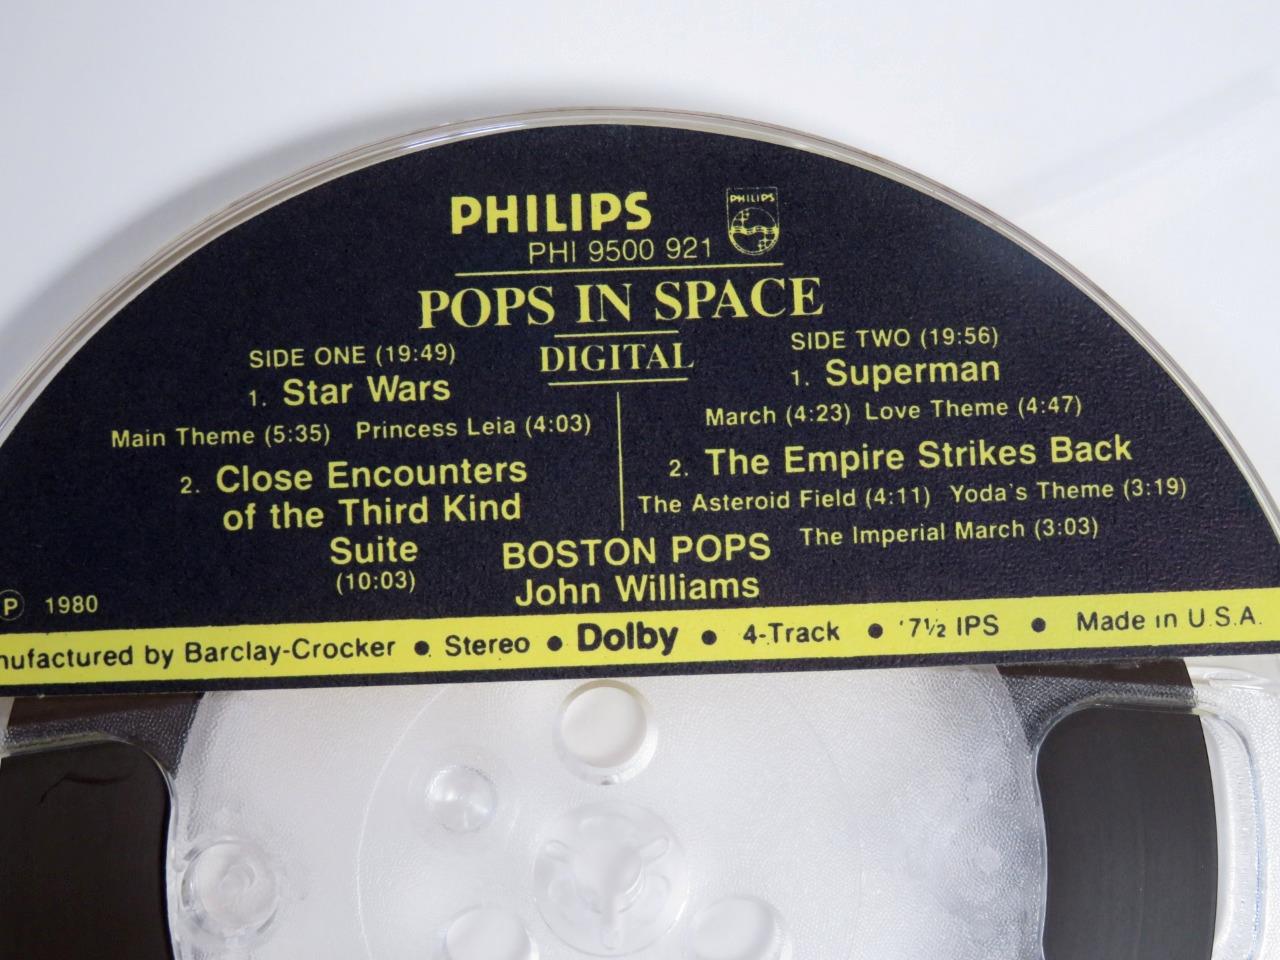 PHILIPS
PHILIPS
PHI 9500 921
POPS IN SPACE
DIGITAL
SIDE ONE (19:49)
1. Star Wars
Main Theme (5:35) Princess Leia (4:03)
2. Close Encounters
of the Third Kind
Suite
(10:03)
SIDE TWO (19:56)
1. Superman
March (4:23) Love Theme (4:47)
2. The Empire Strikes Back
The Asteroid Field (4:11) Yoda's Theme (3:19)
The Imperial March (3:03)
BOSTON POPS
John Williams
Ⓟ 1980
nufactured by Barclay-Crocker • Stereo • Dolby • 4-Track • 7½ IPS • Made in U.S.A.